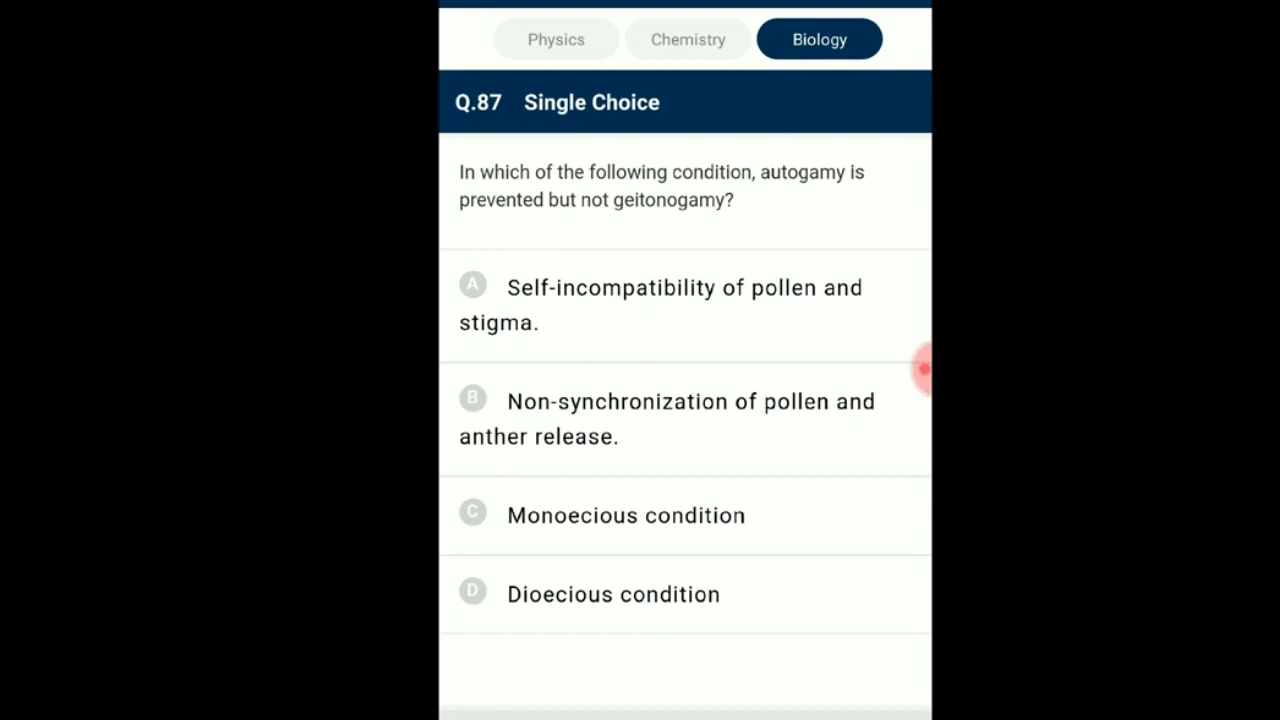 Physics Chemistry Biology
Q.87 Single Choice
In which of the following condition, autogamy is
prevented but not geitonogamy?
A Self-incompatibility of pollen and
stigma.
B Non-synchronization of pollen and
anther release.
C Monoecious condition
D Dioecious condition